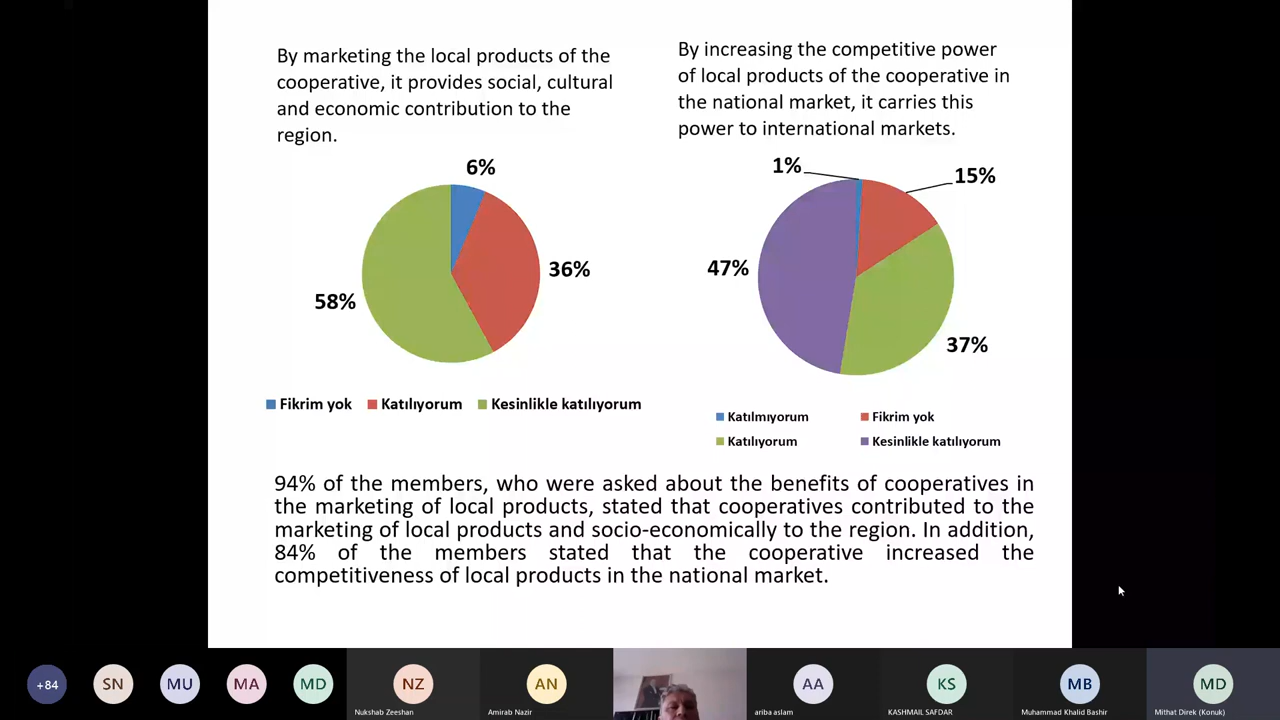 By marketing the local products of the
cooperative, it provides social, cultural
and economic contribution to the
region.
By increasing the competitive power
of local products of the cooperative in
the national market, it carries this
power to international markets.
6%
36%
58%
1%
15%
47%
37%
Fikrim yok Katılıyorum Kesinlikle katılıyorum
Katılmıyorum Fikrim yok
Katılıyorum Kesinlikle katılıyorum
94% of the members, who were asked about the benefits of cooperatives in
the marketing of local products, stated that cooperatives contributed to the
marketing of local products and socio-economically to the region. In addition,
84% of the members stated that the cooperative increased the
competitiveness of local products in the national market.
+84 SN MU MA MD NZ AN AA KS MB MD
Nukshab Zeeshan Amirab Nazir ariba aslam KASHMAIL SAFDAR Muhammad Khalid Bashir Mithat Direk (Konuk)